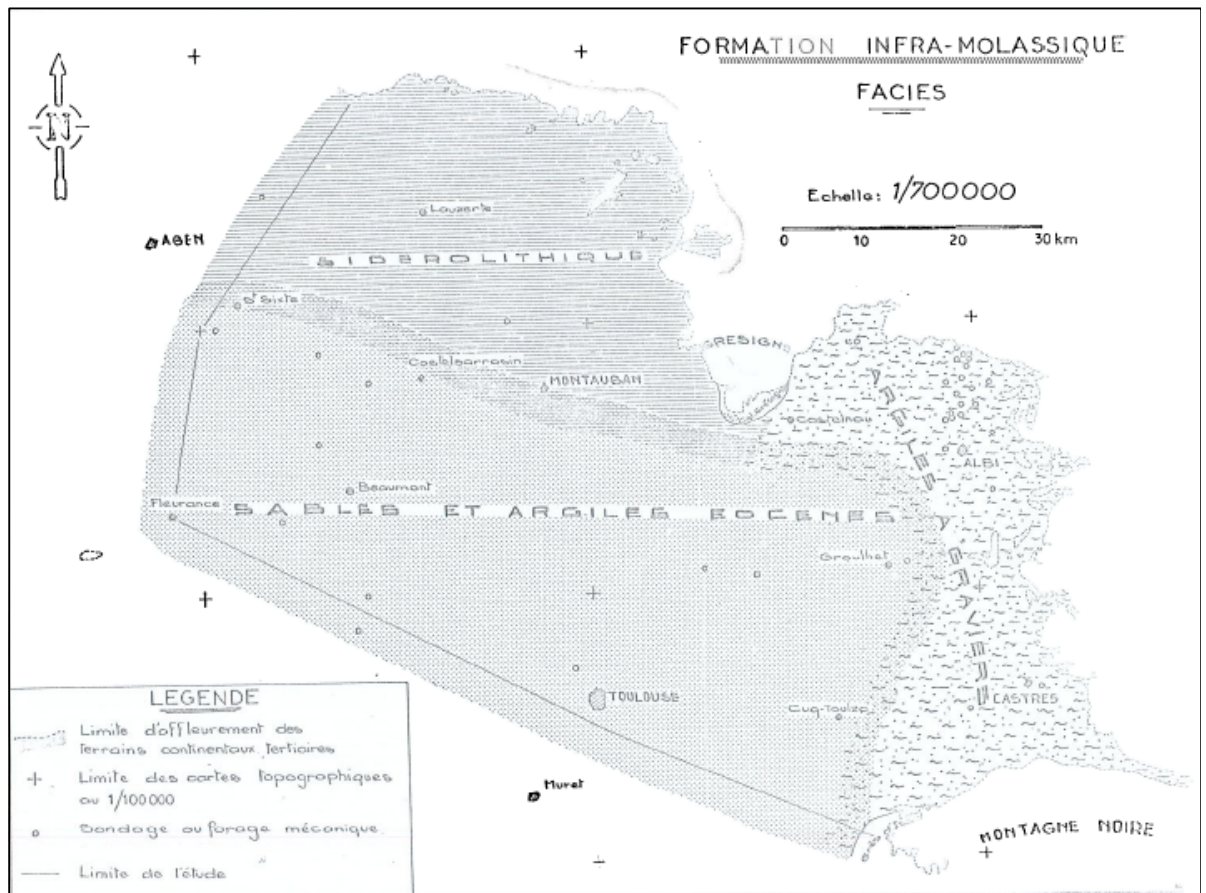 FORMATION INFRA-MOLASSIQUE
FACIES
N
Echelle: 1/700000
0 10 20 30 km
Lauzerte
AGEN
SIDEROLITHIQUE
St Sixte
GRESIGNE
Castelsarrasin
MONTAUBAN
Castelnau
ARGILES A GRAVIERS
ALBI
Beaumont
Fleurance
SABLES ET ARGILES EOCENES
Graulhet
TOULOUSE
CASTRES
Cuq-Toulza
Muret
MONTAGNE NOIRE
LEGENDE
Limite d'affleurement des
terrains continentaux tertiaires
Limite des cartes topographiques
au 1/100000
Sondage ou forage mécanique
Limite de l'étude